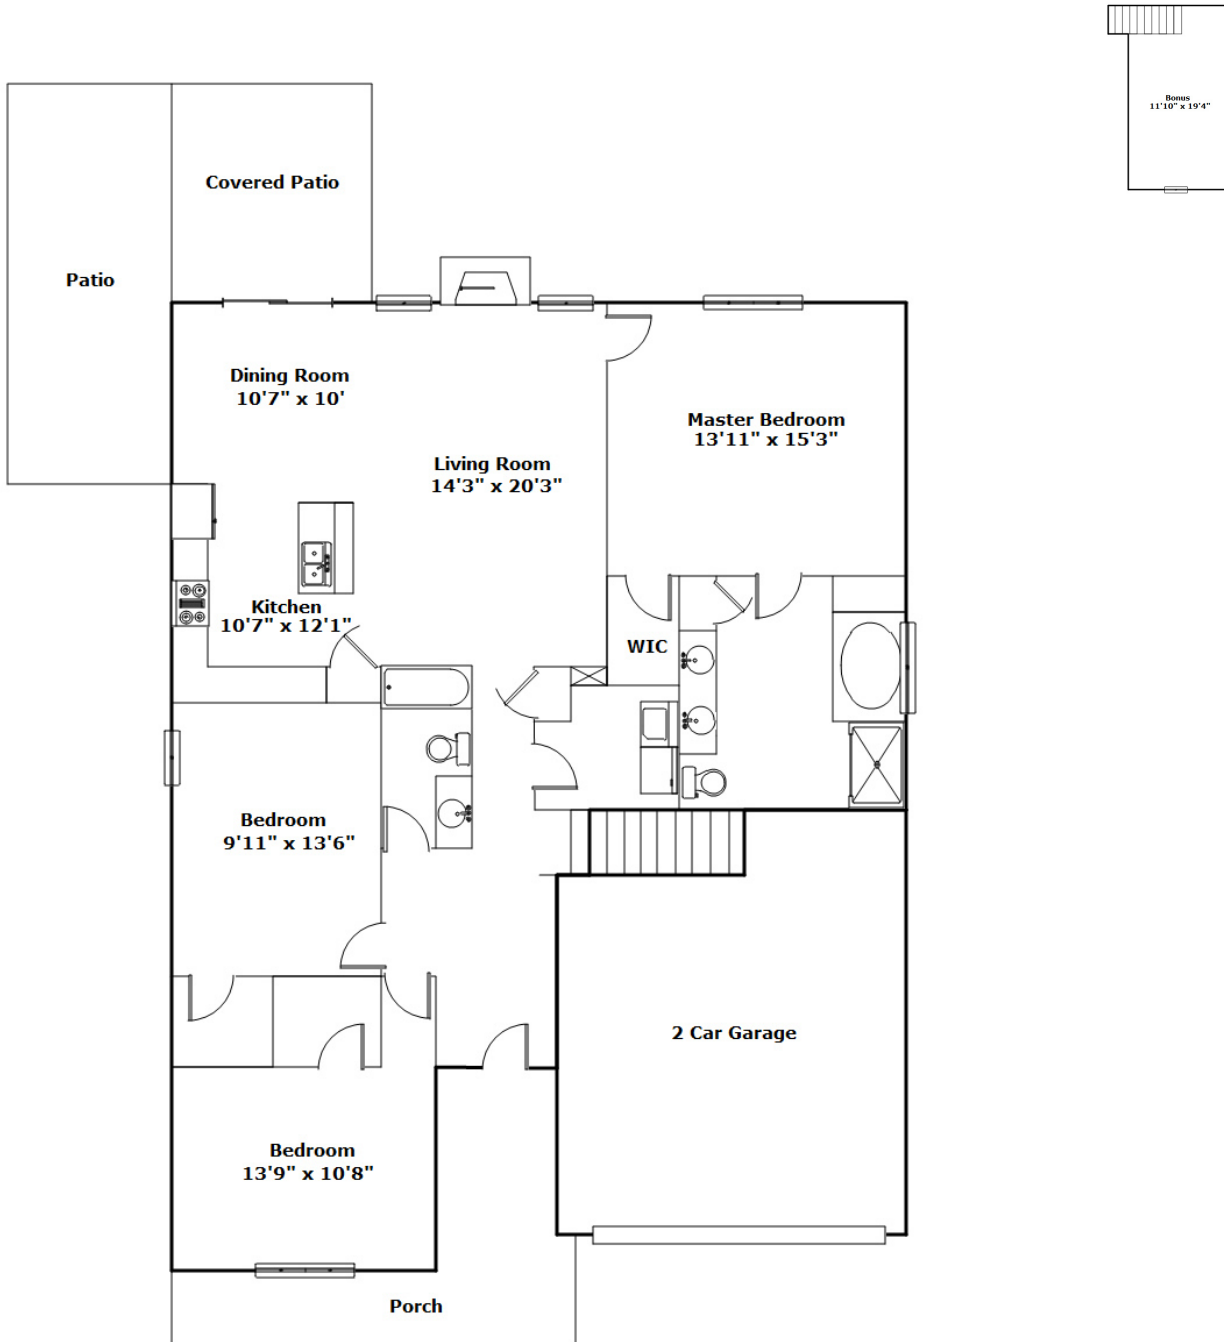 Bonus
11'10" x 19'4"
Covered Patio
Patio
Dining Room
10'7" x 10'
Master Bedroom
13'11" x 15'3"
Living Room
14'3" x 20'3"
Kitchen
10'7" x 12'1"
WIC
Bedroom
9'11" x 13'6"
2 Car Garage
Bedroom
13'9" x 10'8"
Porch